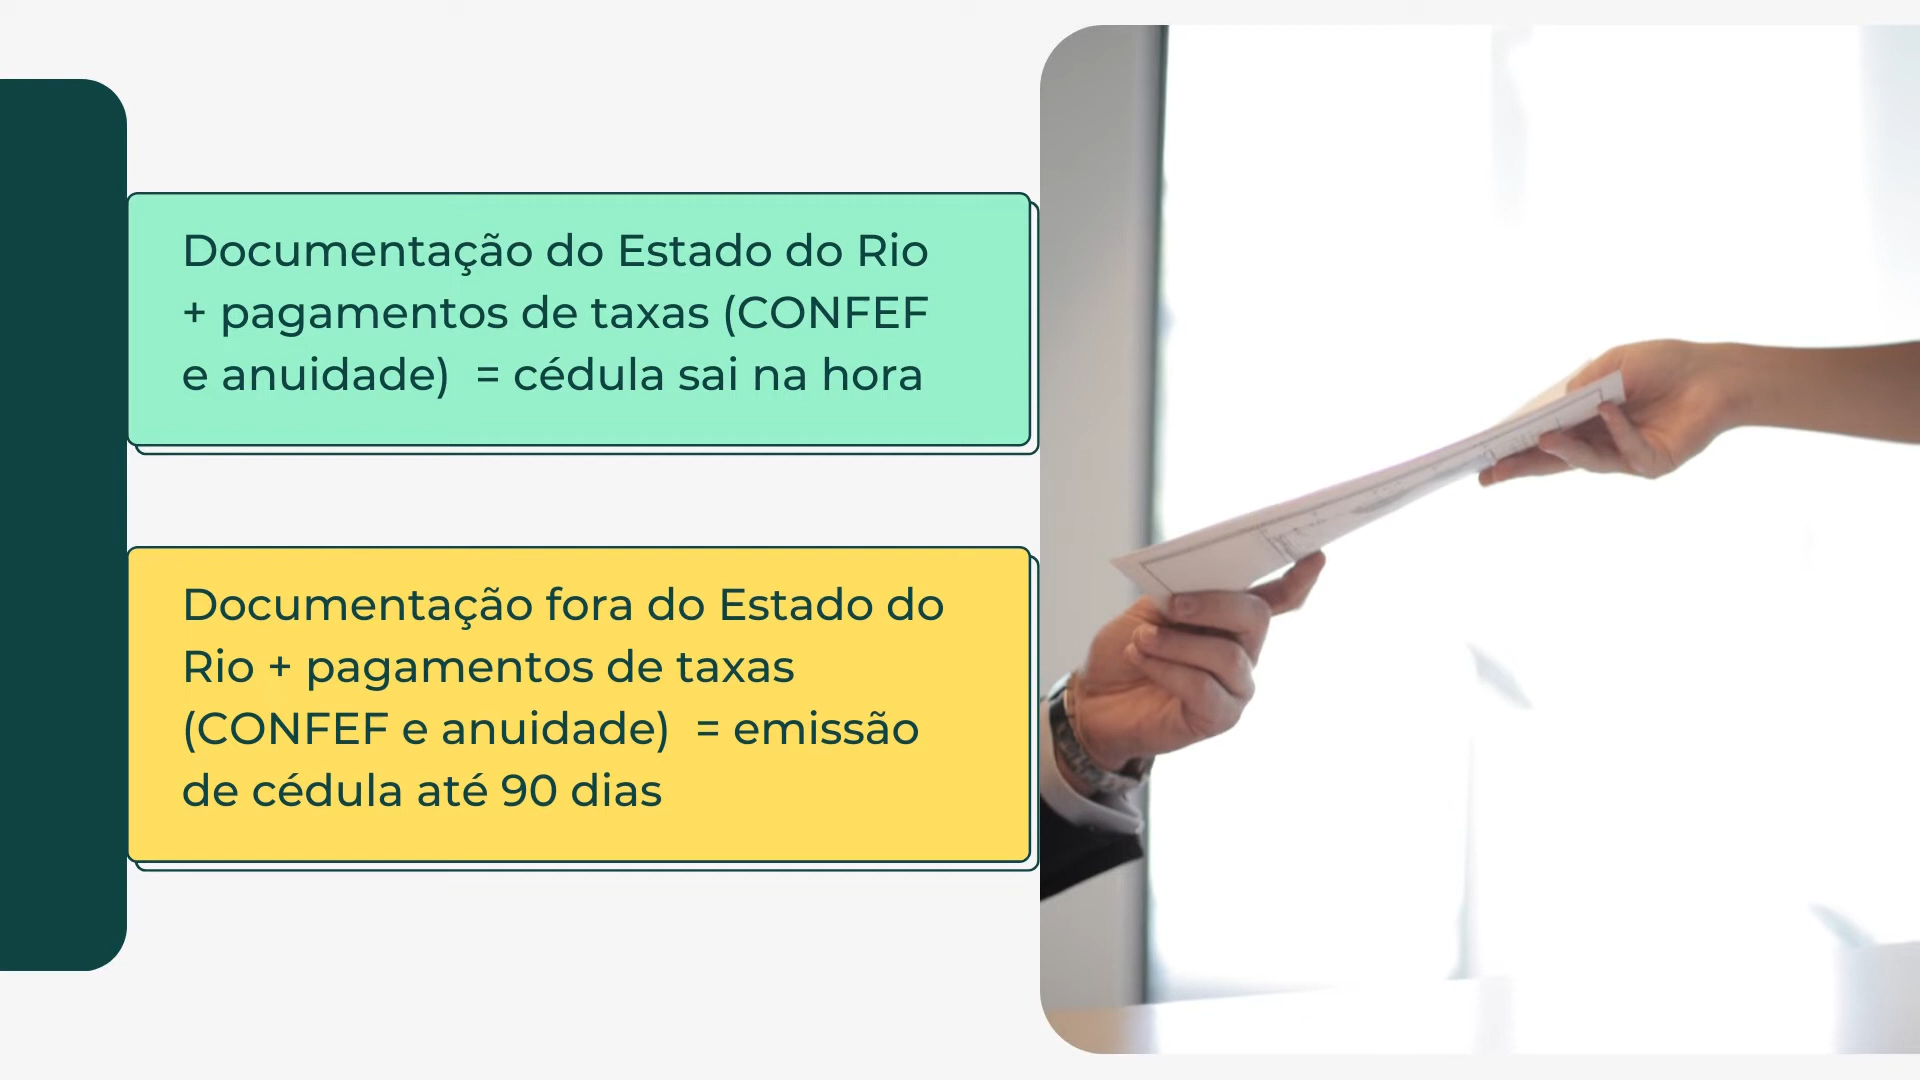 Documentação do Estado do Rio
+ pagamentos de taxas (CONFEF
e anuidade)  = cédula sai na hora
Documentação fora do Estado do
Rio + pagamentos de taxas
(CONFEF e anuidade)  = emissão
de cédula até 90 dias